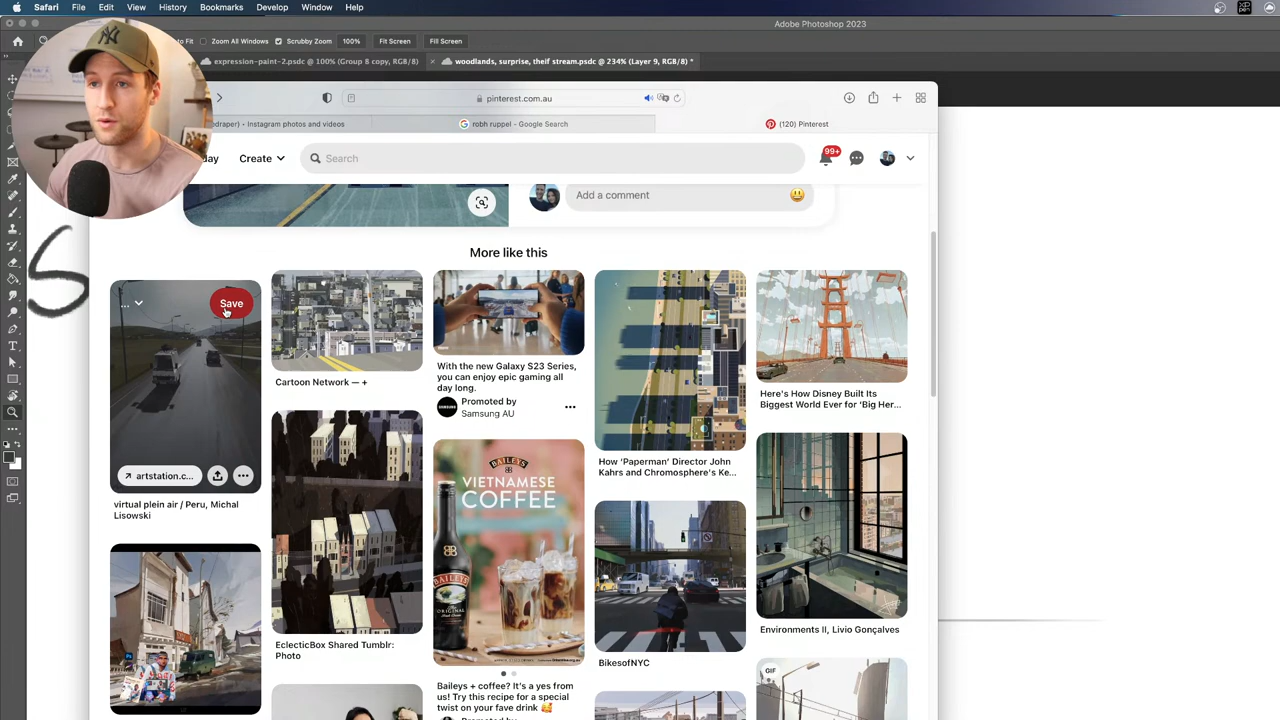 Safari File Edit View History Bookmarks Develop Window Help
Adobe Photoshop 2023
Zoom All Windows Scrubby Zoom 100% Fit Screen Fill Screen
expression-paint-2.psdc @ 100% (Group 8 copy, RGB/8) woodlands, surprise, theif stream.psdc @ 234% (Layer 9, RGB/8) *
pinterest.com.au
edraper) • Instagram photos and videos
robh ruppel - Google Search
(120) Pinterest
Create
Search
99+
Add a comment
More like this
Save
artstation.c...
virtual plein air / Peru, Michal
Lisowski
Cartoon Network — +
EclecticBox Shared Tumblr:
Photo
With the new Galaxy S23 Series,
you can enjoy epic gaming all
day long.
Promoted by
Samsung AU
BAILEYS
VIETNAMESE
COFFEE
BAILEYS
ORIGINAL
Baileys + coffee? It's a yes from
us! Try this recipe for a special
twist on your fave drink 🥰
How 'Paperman' Director John
Kahrs and Chromosphere's Ke...
BikesofNYC
Here's How Disney Built Its
Biggest World Ever for 'Big Her...
Environments II, Livio Gonçalves
GIF